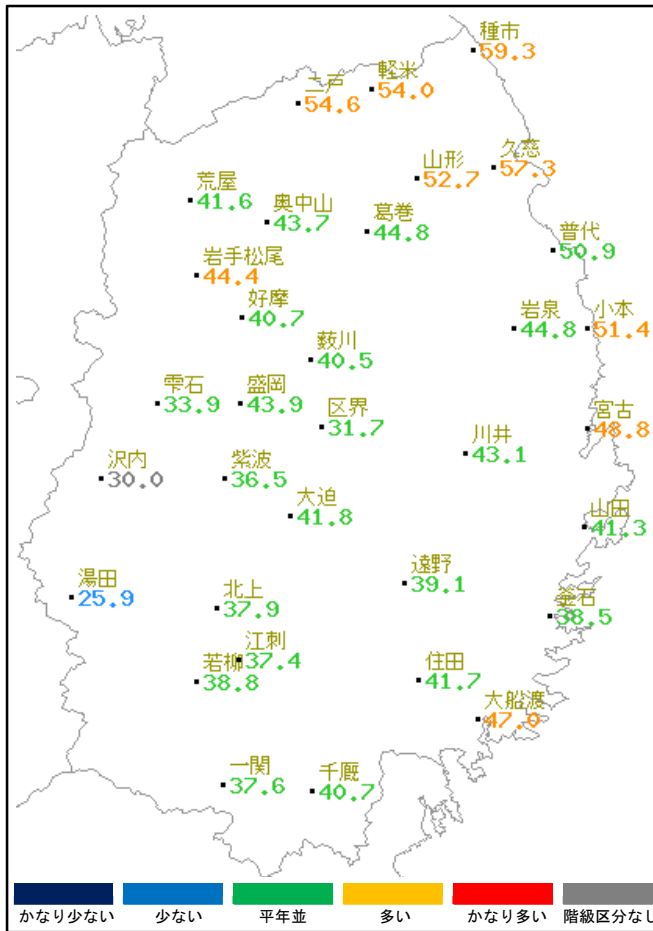 種市
59.3
軽米
54.0
二戸
54.6
久慈
57.3
山形
52.7
荒屋
41.6
奥中山
43.7
葛巻
44.8
普代
50.9
岩手松尾
44.4
好摩
40.7
岩泉
44.8
小本
51.4
薮川
40.5
雫石
33.9
盛岡
43.9
区界
31.7
宮古
48.8
川井
43.1
沢内
30.0
紫波
36.5
大迫
41.8
山田
41.3
湯田
25.9
北上
37.9
遠野
39.1
釜石
38.5
江刺
37.4
若柳
38.8
住田
41.7
大船渡
47.0
一関
37.6
千厩
40.7
かなり少ない
少ない
平年並
多い
かなり多い
階級区分なし